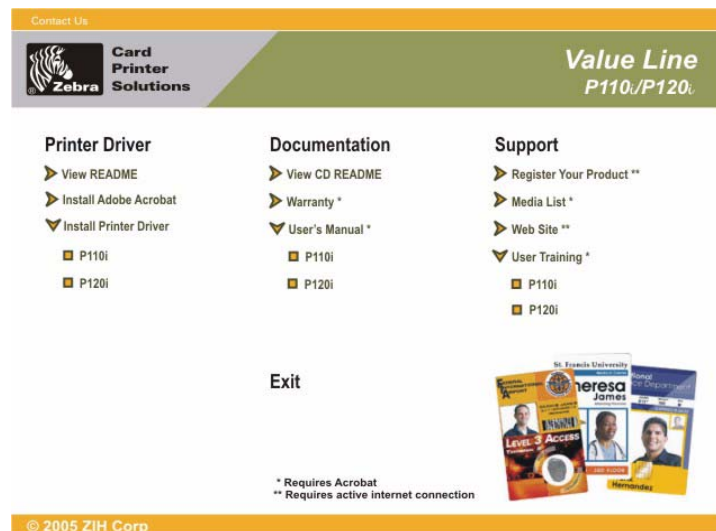 Contact Us
Zebra
®
Card
Printer
Solutions
Value Line
P110i/P120i
Printer Driver
View README
Install Adobe Acrobat
Install Printer Driver
P110i
P120i
Documentation
View CD README
Warranty *
User's Manual *
P110i
P120i
Support
Register Your Product **
Media List *
Web Site **
User Training *
P110i
P120i
Exit
* Requires Acrobat
** Requires active internet connection
St. Francis University
James
Level 3 Access
Hernandez
© 2005 ZIH Corp